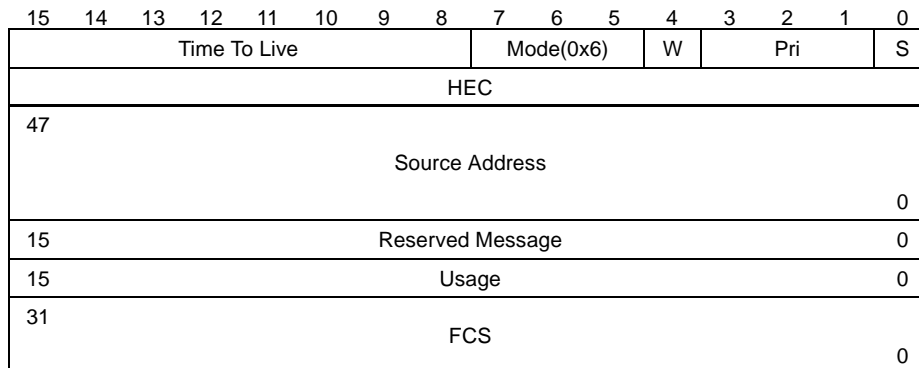 15 14 13 12 11 10 9 8 7 6 5 4 3 2 1 0
Time To Live Mode(0x6) W Pri S
HEC
47
Source Address
0
15 Reserved Message 0
15 Usage 0
31
FCS
0